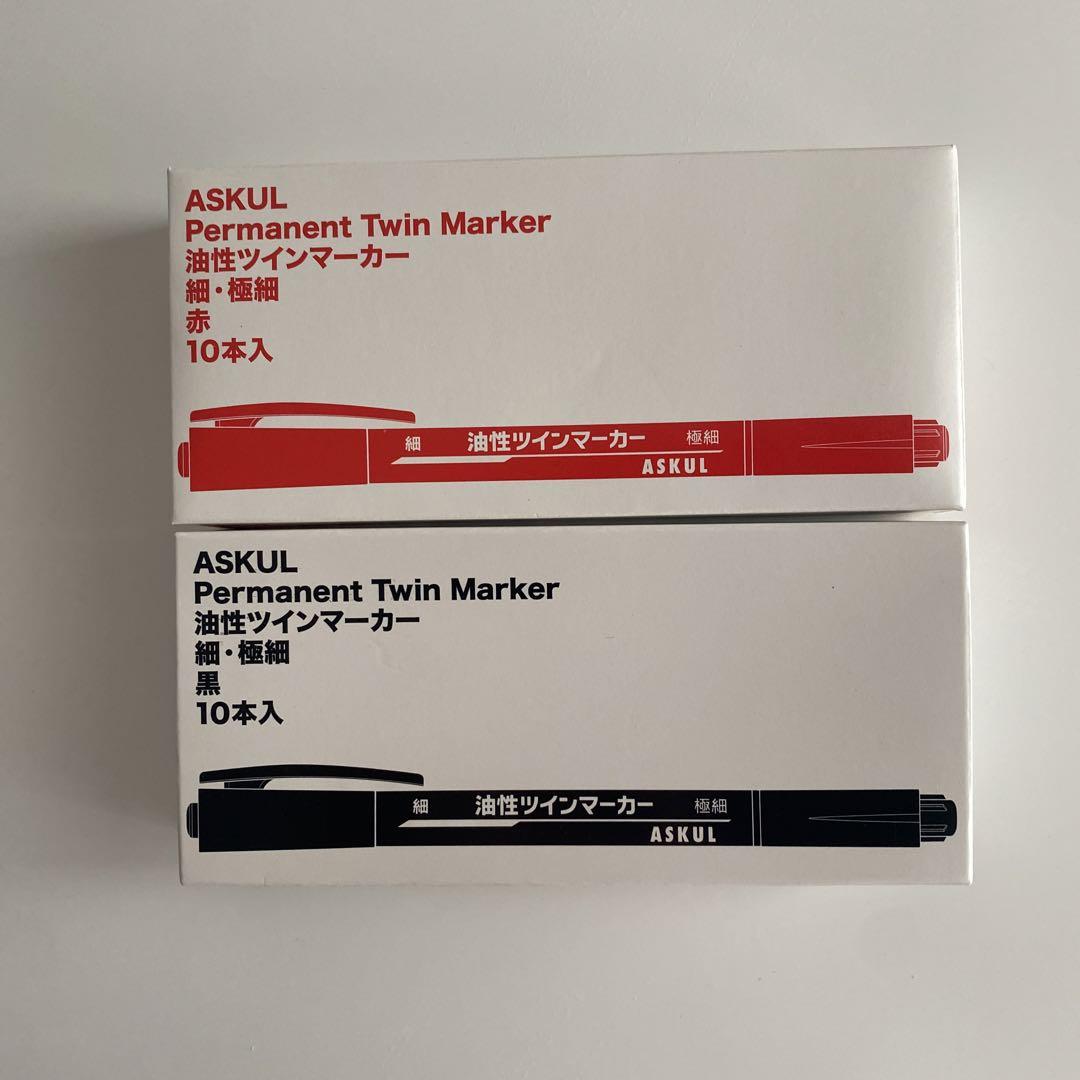 ASKUL
Permanent Twin Marker
油性ツインマーカー
細・極細
赤
10本入
細 油性ツインマーカー 極細
ASKUL
ASKUL
Permanent Twin Marker
油性ツインマーカー
細・極細
黒
10本入
細 油性ツインマーカー 極細
ASKUL